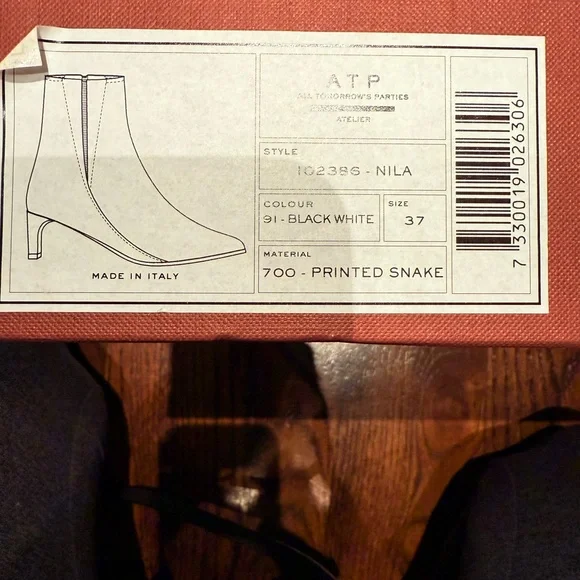 ATP
ALL TOMORROW'S PARTIES
ATELIER
STYLE
102386 - NILA
COLOUR
91 - BLACK WHITE
SIZE
37
MATERIAL
700 - PRINTED SNAKE
MADE IN ITALY
7 330019 026306